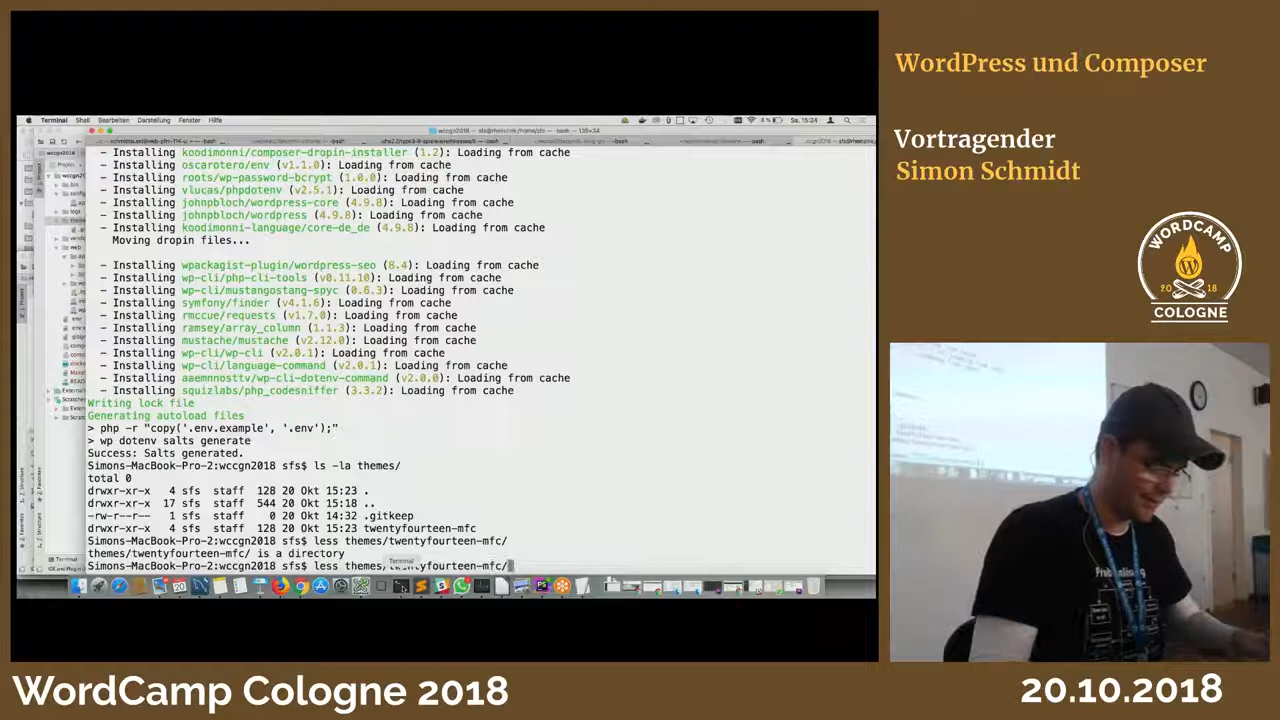 WordPress und Composer
Vortragender
Simon Schmidt
WORDCAMP
2018
COLOGNE
Terminal Shell Bearbeiten Darstellung Fenster Hilfe
Sa. 15:24
- Installing koodimonni/composer-dropin-installer (1.2): Loading from cache
- Installing oscarotero/env (v1.1.0): Loading from cache
- Installing roots/wp-password-bcrypt (1.0.0): Loading from cache
- Installing vlucas/phpdotenv (v2.5.1): Loading from cache
- Installing johnpbloch/wordpress-core (4.9.8): Loading from cache
- Installing johnpbloch/wordpress (4.9.8): Loading from cache
- Installing koodimonni-language/core-de_de (4.9.8): Loading from cache
Moving dropin files...
- Installing wpackagist-plugin/wordpress-seo (8.4): Loading from cache
- Installing wp-cli/php-cli-tools (v0.11.10): Loading from cache
- Installing wp-cli/mustangostang-spyc (0.6.3): Loading from cache
- Installing symfony/finder (v4.1.6): Loading from cache
- Installing rmccue/requests (v1.7.0): Loading from cache
- Installing ramsey/array_column (1.1.3): Loading from cache
- Installing mustache/mustache (v2.12.0): Loading from cache
- Installing wp-cli/wp-cli (v2.0.1): Loading from cache
- Installing wp-cli/language-command (v2.0.1): Loading from cache
- Installing aaemnnosttv/wp-cli-dotenv-command (v2.0.0): Loading from cache
- Installing squizlabs/php_codesniffer (3.3.2): Loading from cache
Writing lock file
Generating autoload files
> php -r "copy('.env.example', '.env');"
> wp dotenv salts generate
Success: Salts generated.
Simons-MacBook-Pro-2:wccgn2018 sfs$ ls -la themes/
total 0
drwxr-xr-x 4 sfs staff 128 20 Okt 15:23 .
drwxr-xr-x 17 sfs staff 544 20 Okt 15:18 ..
-rw-r--r-- 1 sfs staff 0 20 Okt 14:32 .gitkeep
drwxr-xr-x 4 sfs staff 128 20 Okt 15:23 twentyfourteen-mfc
Simons-MacBook-Pro-2:wccgn2018 sfs$ less themes/twentyfourteen-mfc/
themes/twentyfourteen-mfc/ is a directory
Terminal
Simons-MacBook-Pro-2:wccgn2018 sfs$ less themes/twentyfourteen-mfc/
WordCamp Cologne 2018
20.10.2018